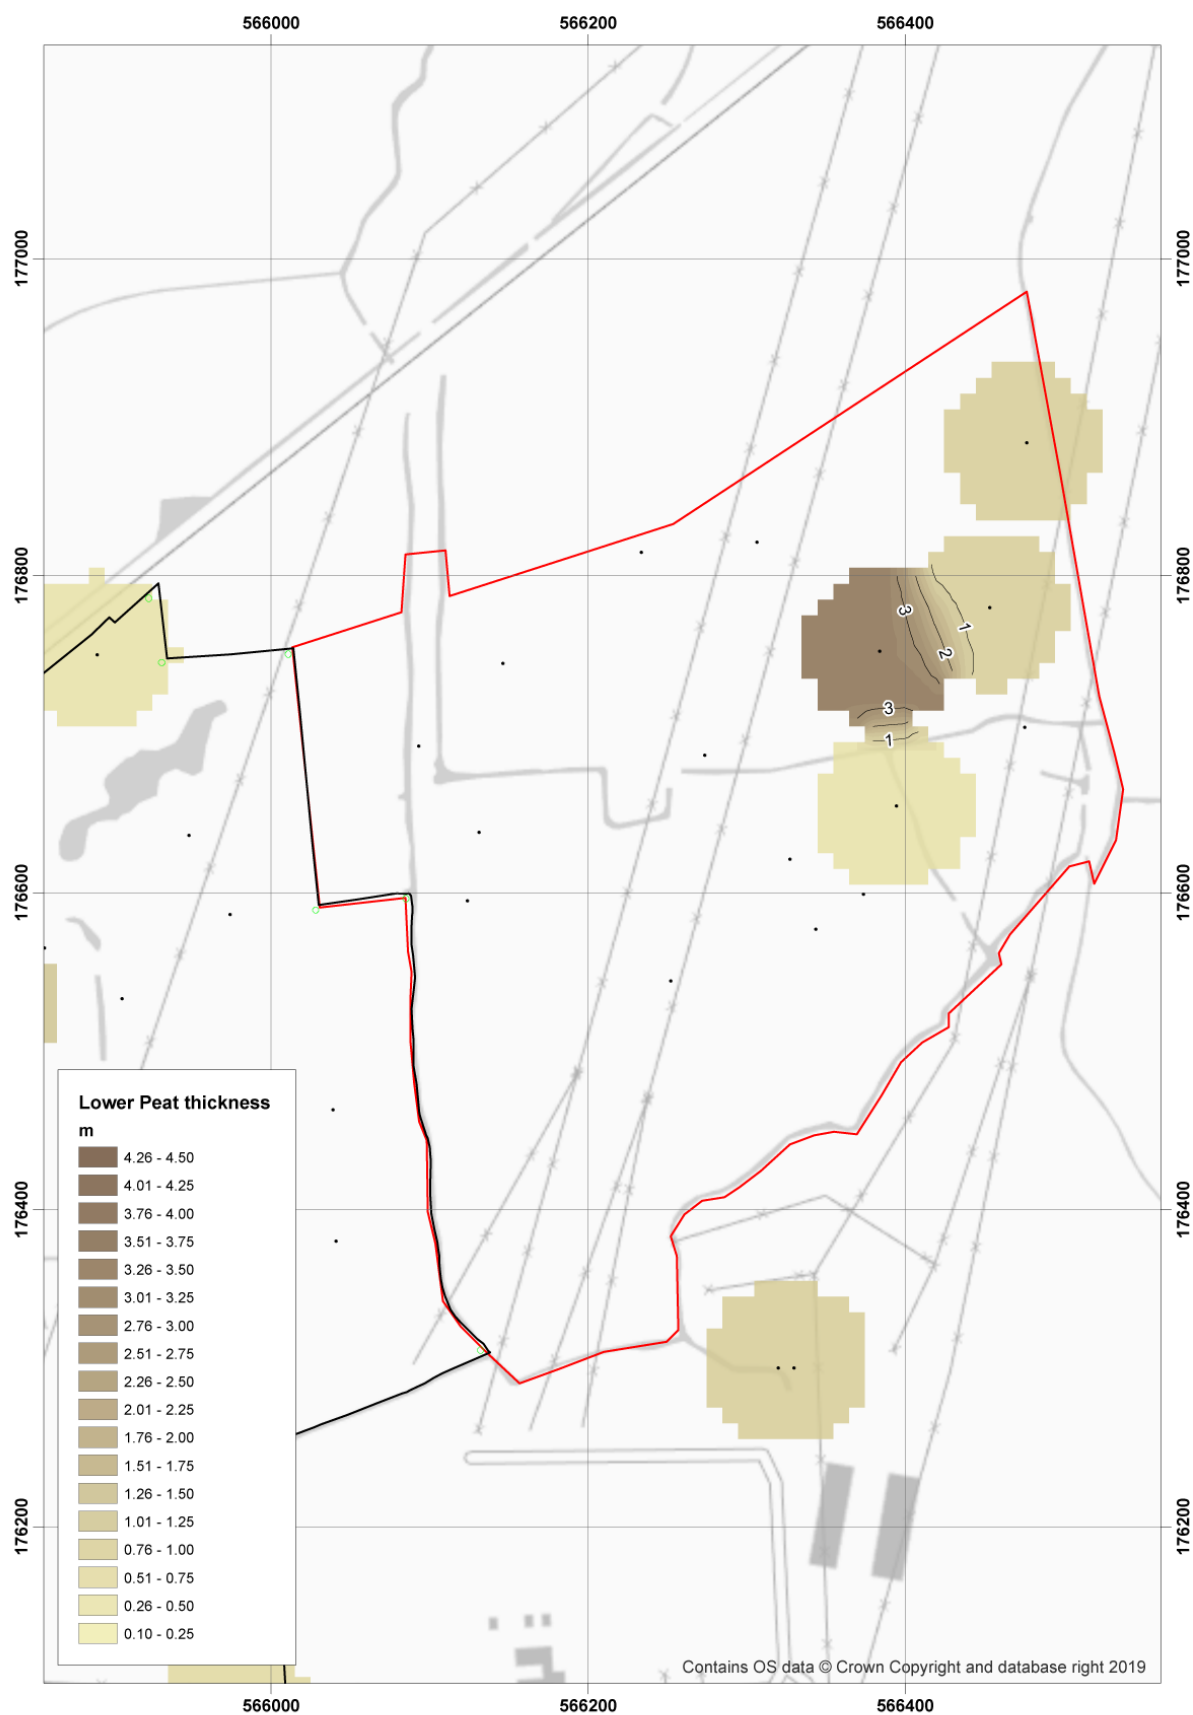 566000 566200 566400
177000 177000
176800 176800
3 1
2
3
1
176600 176600
176400 176400
176200 176200
Lower Peat thickness
m
4.26 - 4.50
4.01 - 4.25
3.76 - 4.00
3.51 - 3.75
3.26 - 3.50
3.01 - 3.25
2.76 - 3.00
2.51 - 2.75
2.26 - 2.50
2.01 - 2.25
1.76 - 2.00
1.51 - 1.75
1.26 - 1.50
1.01 - 1.25
0.76 - 1.00
0.51 - 0.75
0.26 - 0.50
0.10 - 0.25
Contains OS data © Crown Copyright and database right 2019
566000 566200 566400